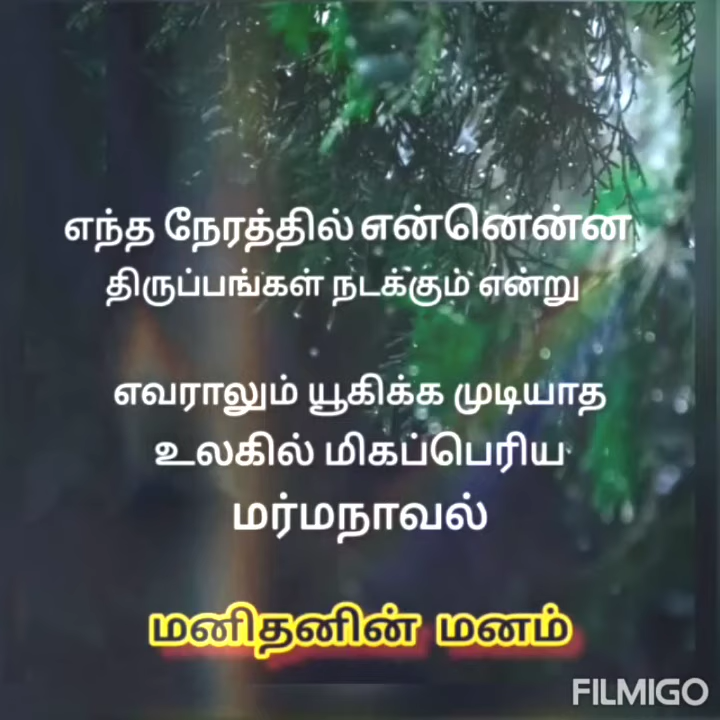 எந்த நேரத்தில் என்னென்ன
திருப்பங்கள் நடக்கும் என்று
எவராலும் யூகிக்க முடியாத
உலகில் மிகப்பெரிய
மர்மநாவல்
மனிதனின் மனம்
FILMIGO